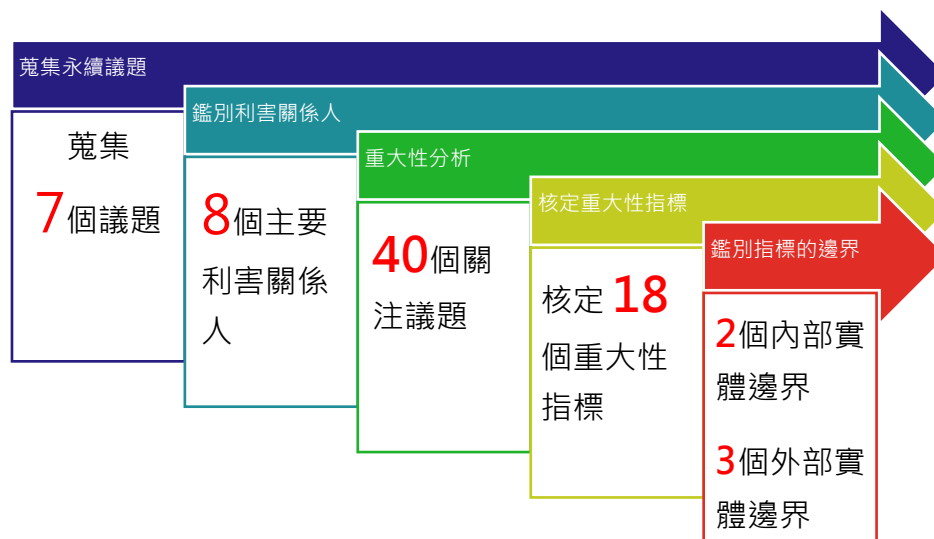 蒐集永續議題
蒐集
7個議題
鑑別利害關係人
8個主要
利害關係
人
重大性分析
40個關
注議題
核定重大性指標
核定 18
個重大性
指標
鑑別指標的邊界
2個內部實
體邊界
3個外部實
體邊界